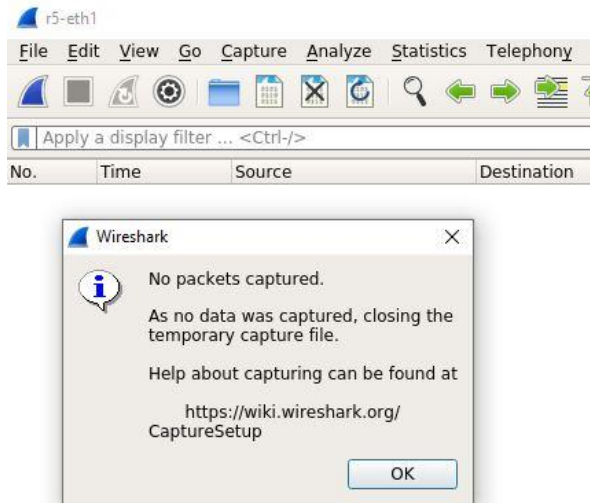 r5-eth1
File Edit View Go Capture Analyze Statistics Telephony
Apply a display filter ... <Ctrl-/>
No. Time Source Destination
Wireshark
No packets captured.
As no data was captured, closing the
temporary capture file.
Help about capturing can be found at
https://wiki.wireshark.org/
CaptureSetup
OK